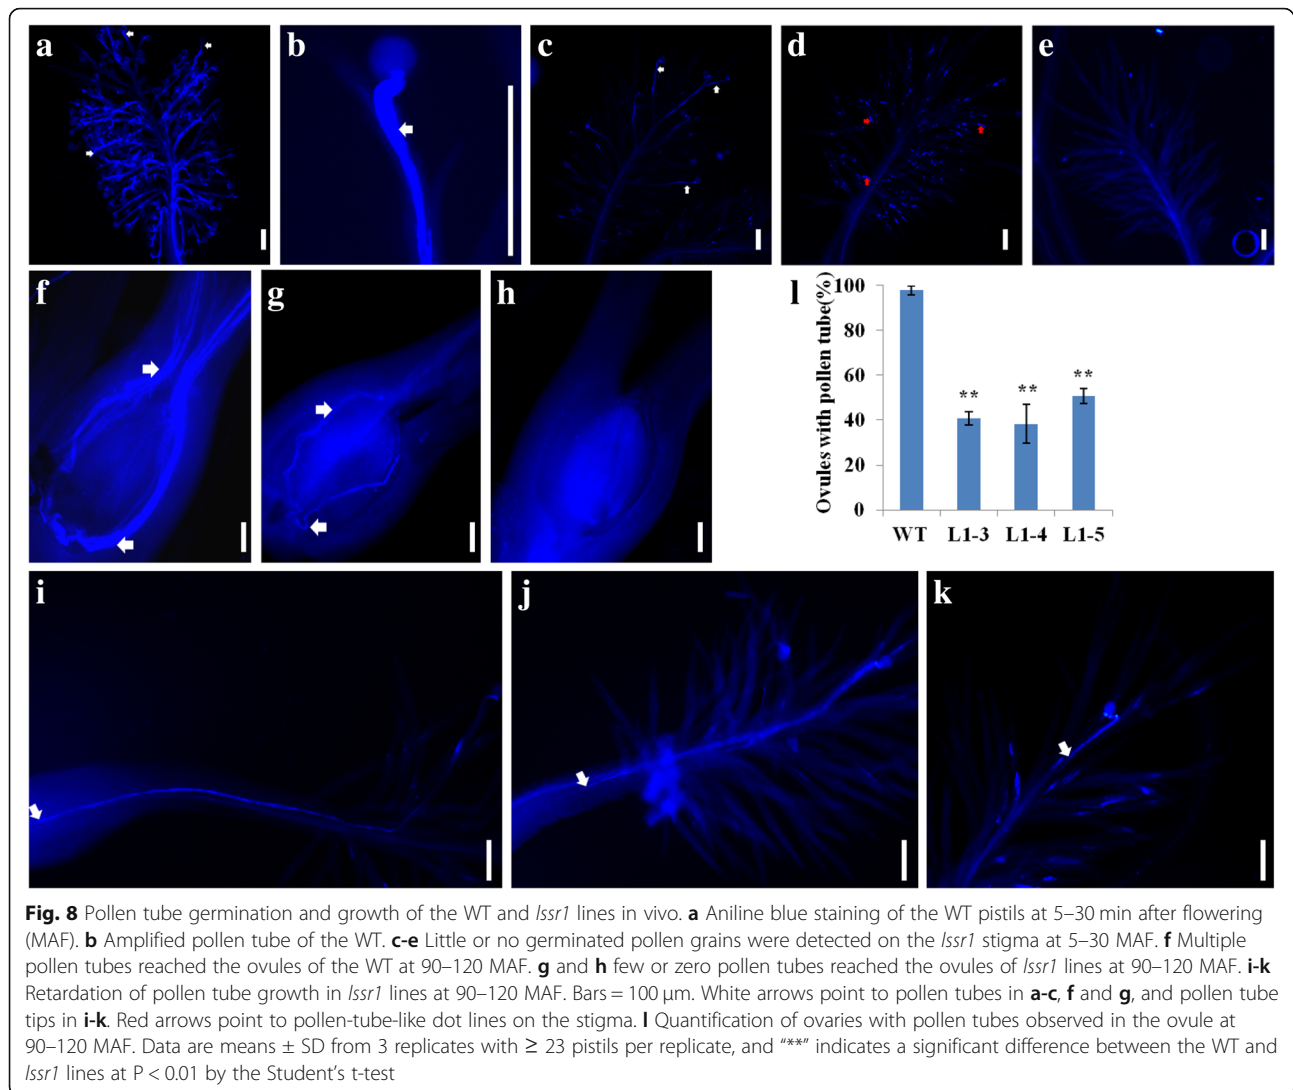 a
b
c
d
e
f
g
h
l
Ovules with pollen tube(%)
100
80
60
40
20
0
**
**
**
WT L1-3 L1-4 L1-5
i
j
k
Fig. 8 Pollen tube germination and growth of the WT and lssr1 lines in vivo. a Aniline blue staining of the WT pistils at 5–30 min after flowering
(MAF). b Amplified pollen tube of the WT. c-e Little or no germinated pollen grains were detected on the lssr1 stigma at 5–30 MAF. f Multiple
pollen tubes reached the ovules of the WT at 90–120 MAF. g and h few or zero pollen tubes reached the ovules of lssr1 lines at 90–120 MAF. i-k
Retardation of pollen tube growth in lssr1 lines at 90–120 MAF. Bars = 100 μm. White arrows point to pollen tubes in a-c, f and g, and pollen tube
tips in i-k. Red arrows point to pollen-tube-like dot lines on the stigma. l Quantification of ovaries with pollen tubes observed in the ovule at
90–120 MAF. Data are means ± SD from 3 replicates with ≥ 23 pistils per replicate, and “**” indicates a significant difference between the WT and
lssr1 lines at P < 0.01 by the Student’s t-test